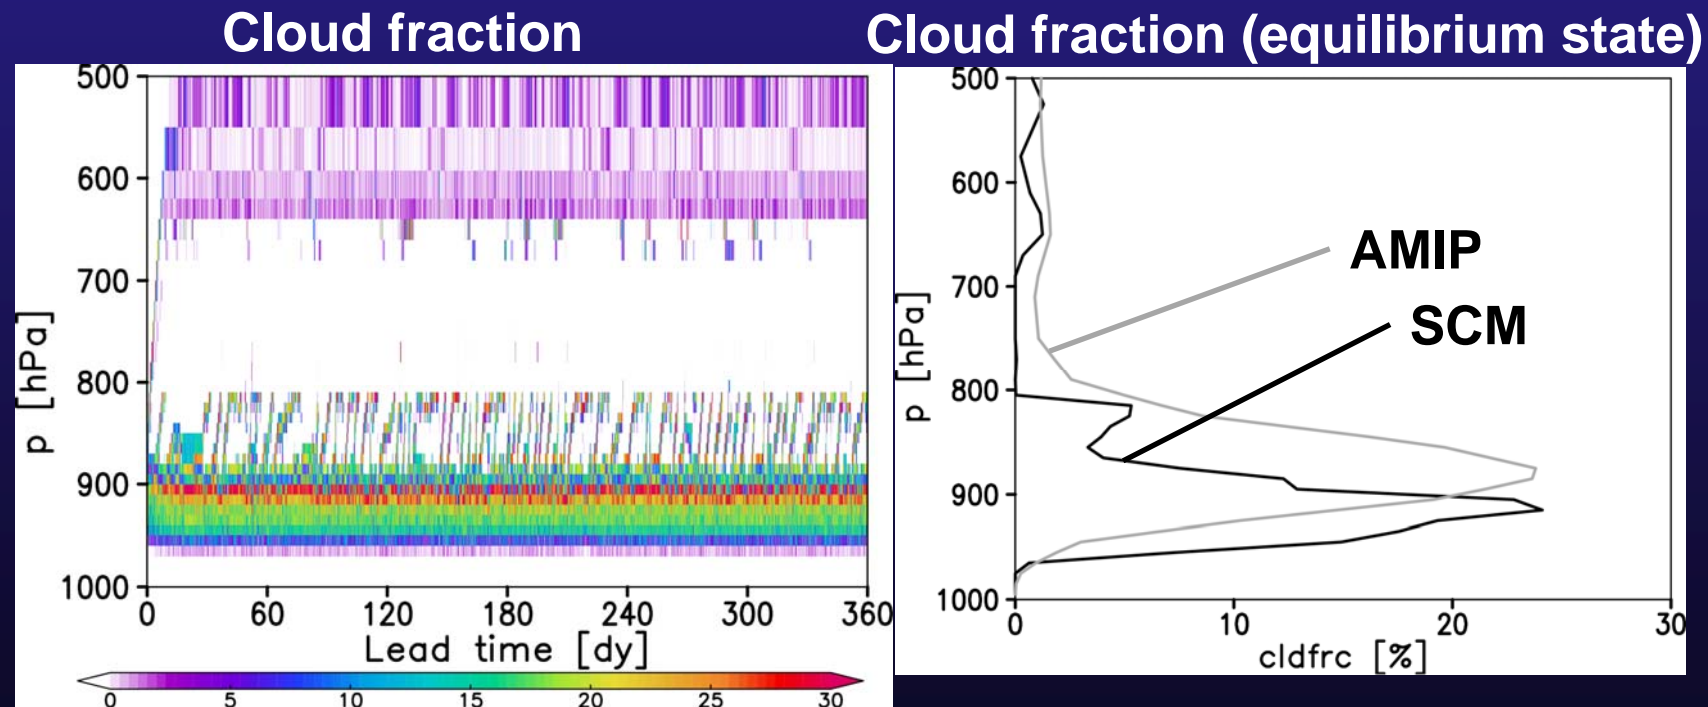 Cloud fraction
500
600
700
800
900
1000
p [hPa]
0 60 120 180 240 300 360
Lead time [dy]
0 5 10 15 20 25 30
Cloud fraction (equilibrium state)
500
600
700
800
900
1000
p [hPa]
AMIP
SCM
0 10 20 30
cldfrc [%]